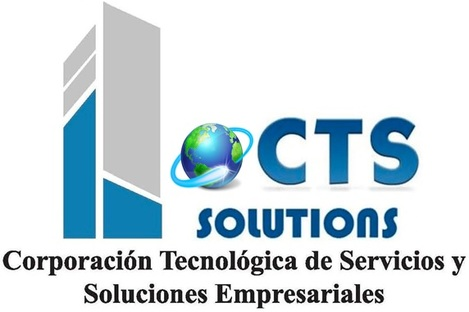 CTS
SOLUTIONS
Corporación Tecnológica de Servicios y
Soluciones Empresariales